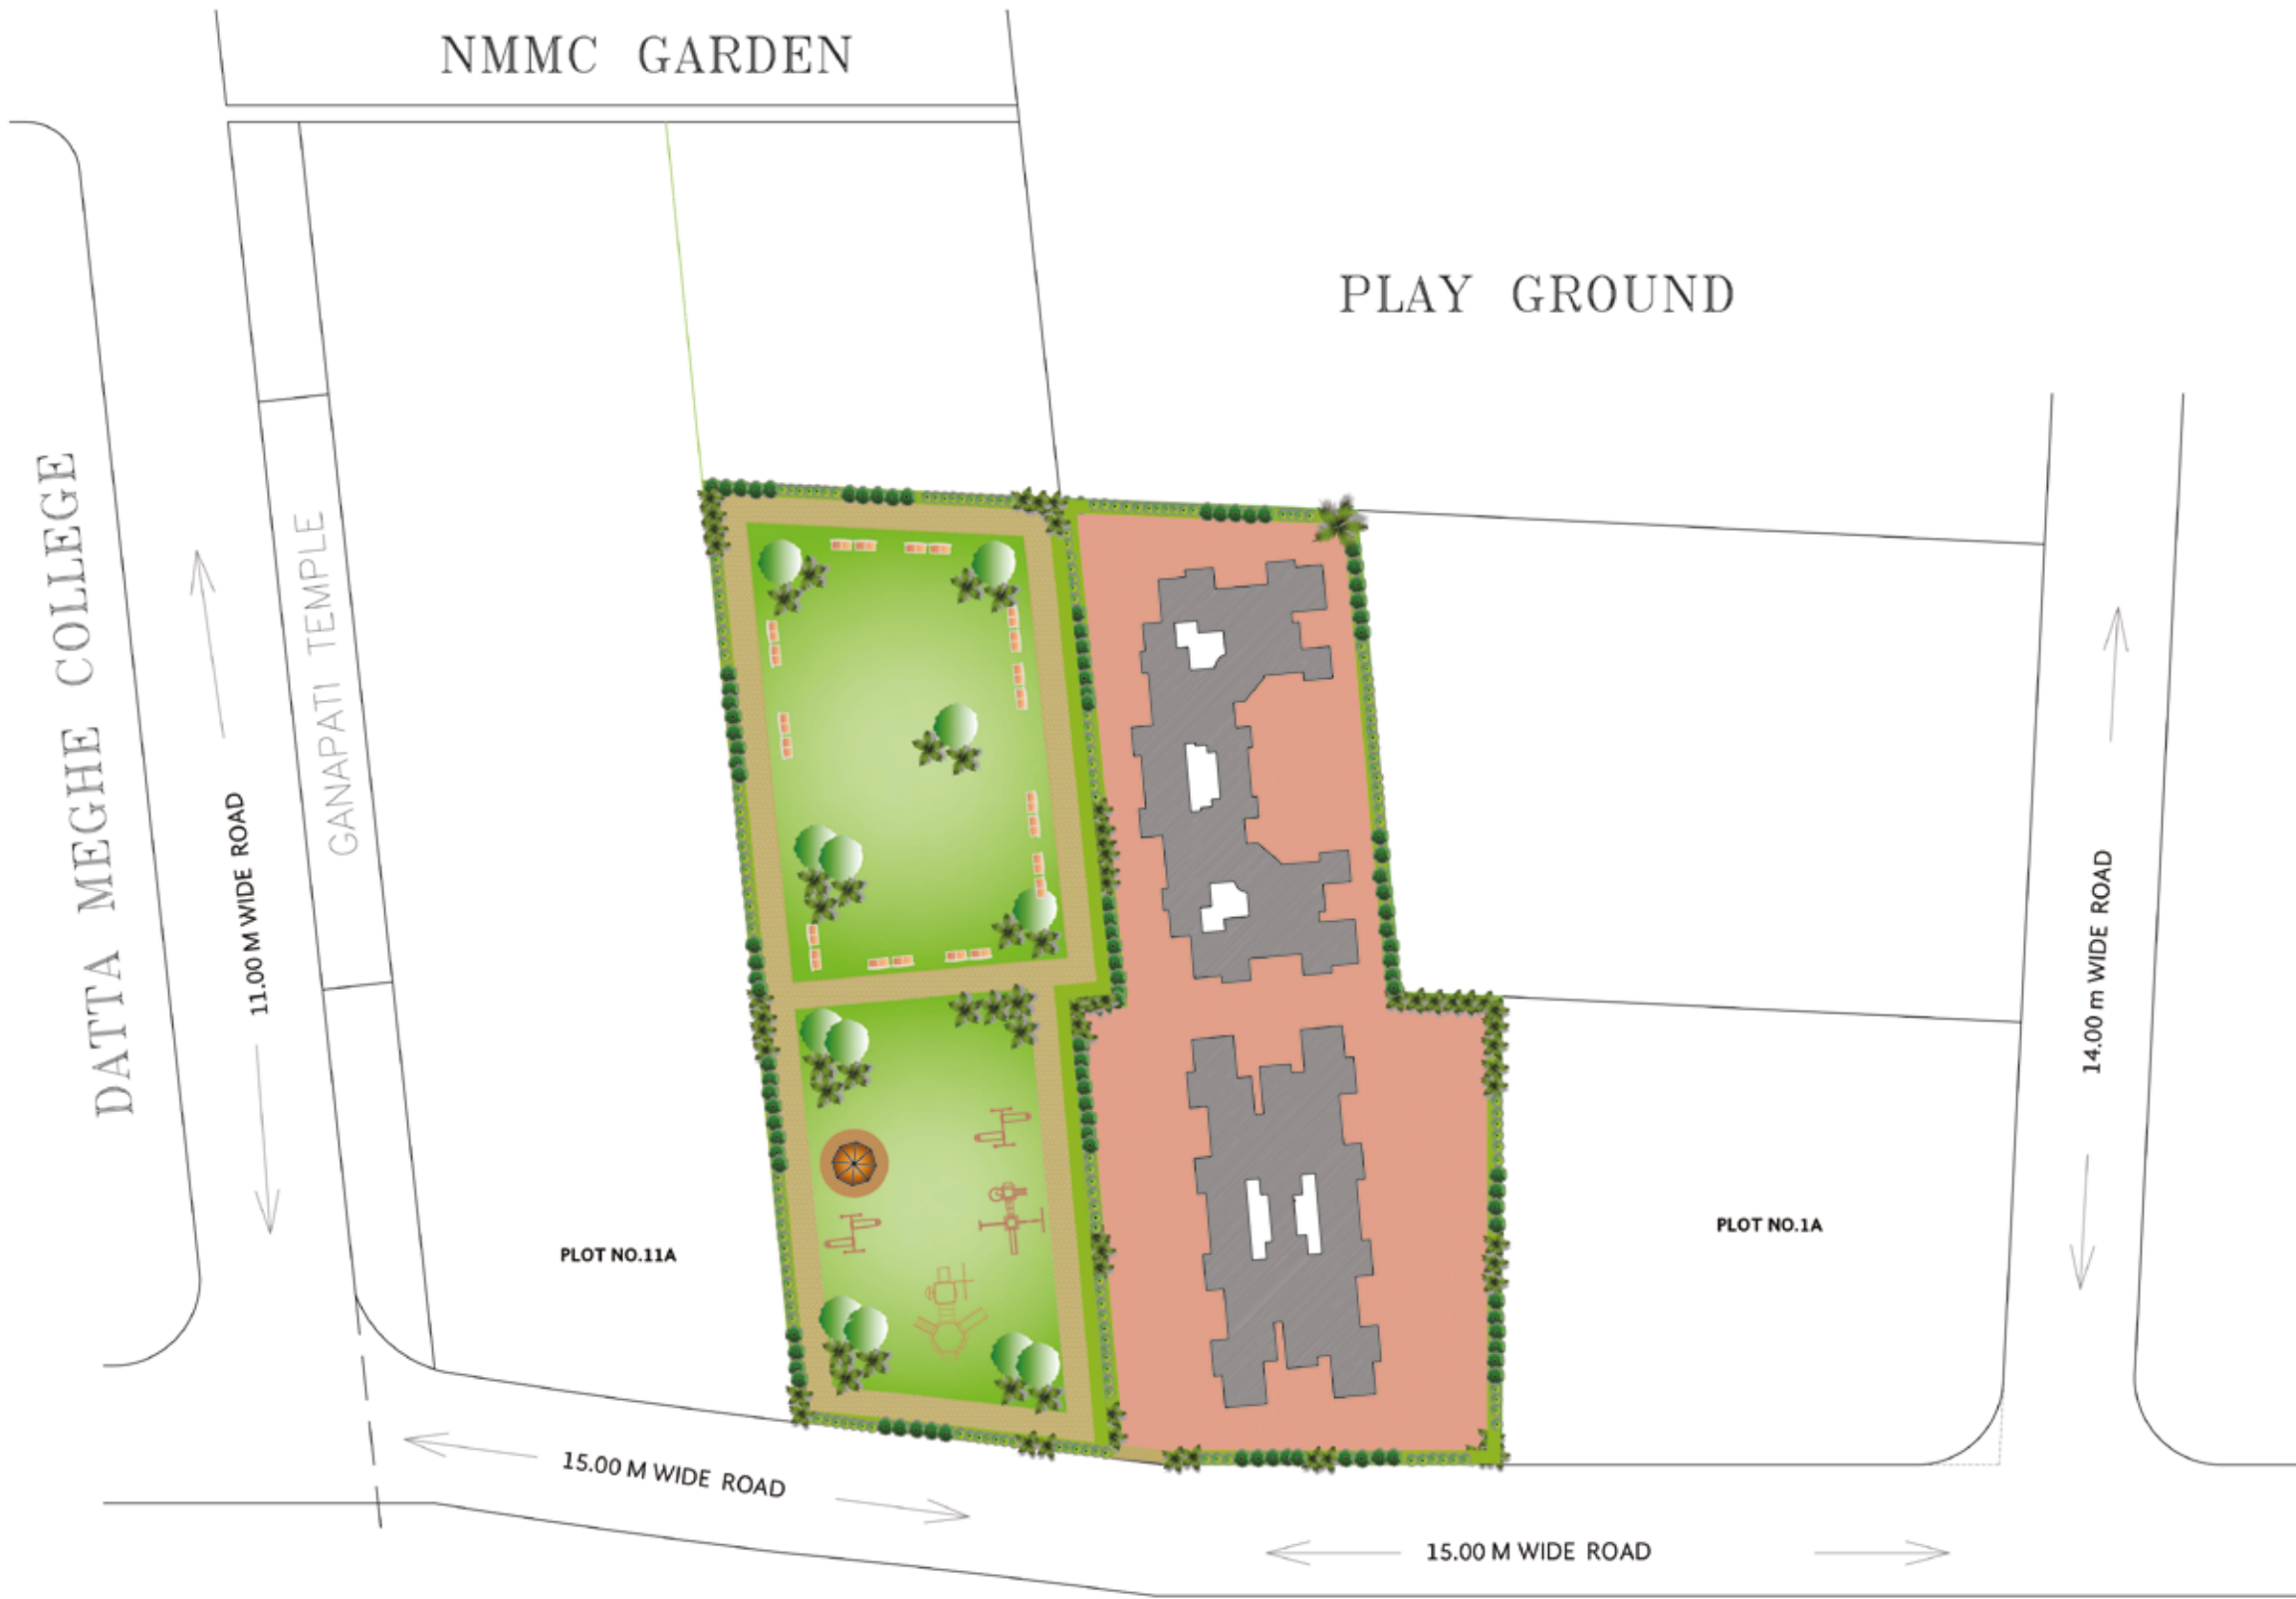 NMMC GARDEN
PLAY GROUND
DATTA MEGHE COLLEGE
GANAPATI TEMPLE
11.00 M WIDE ROAD
14.00 m WIDE ROAD
PLOT NO.11A
PLOT NO.1A
15.00 M WIDE ROAD
15.00 M WIDE ROAD